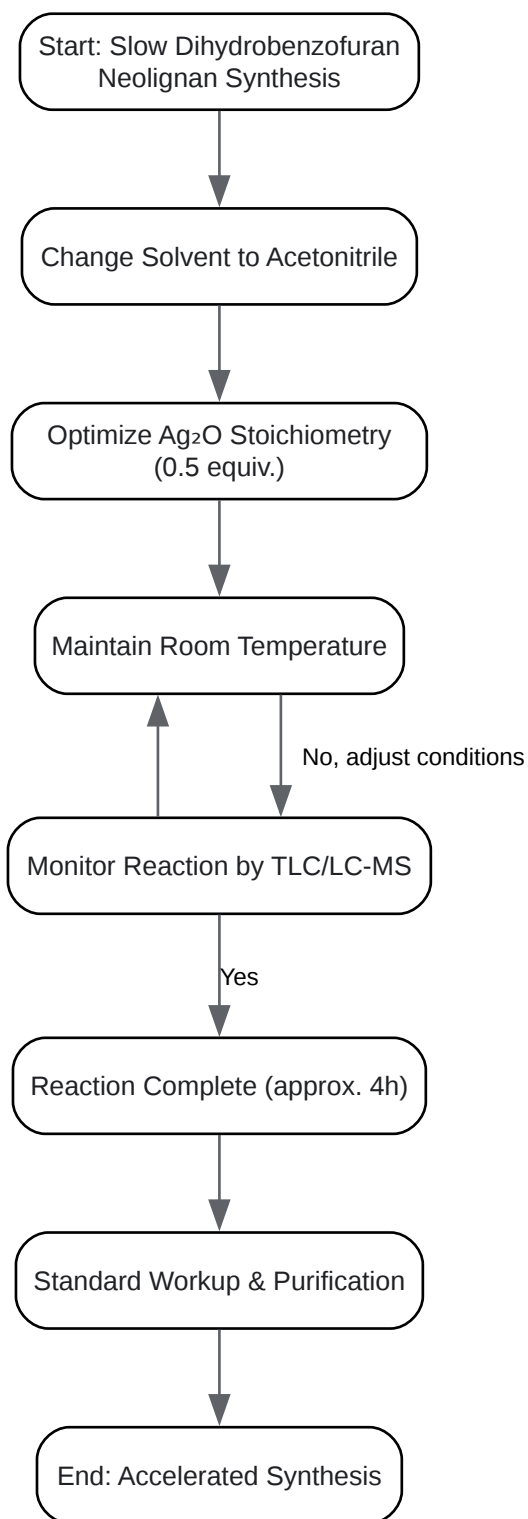 Start: Slow Dihydrobenzofuran
Neolignan Synthesis
Change Solvent to Acetonitrile
Optimize Ag₂O Stoichiometry
(0.5 equiv.)
Maintain Room Temperature
No, adjust conditions
Monitor Reaction by TLC/LC-MS
Yes
Reaction Complete (approx. 4h)
Standard Workup & Purification
End: Accelerated Synthesis